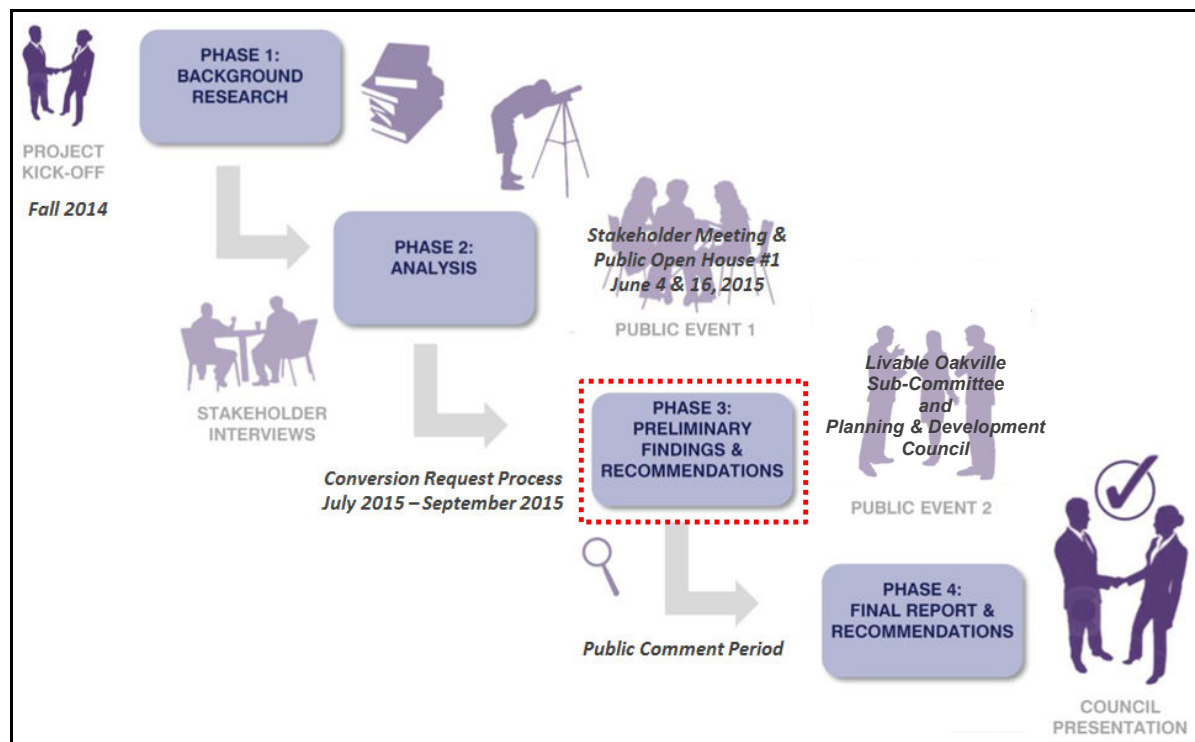 PHASE 1:
BACKGROUND
RESEARCH
PROJECT
KICK-OFF
Fall 2014
PHASE 2:
ANALYSIS
Stakeholder Meeting &
Public Open House #1
June 4 & 16, 2015
PUBLIC EVENT 1
STAKEHOLDER
INTERVIEWS
Livable Oakville
Sub-Committee
and
Planning & Development
Council
PHASE 3:
PRELIMINARY
FINDINGS &
RECOMMENDATIONS
Conversion Request Process
July 2015 – September 2015
PUBLIC EVENT 2
PHASE 4:
FINAL REPORT &
RECOMMENDATIONS
Public Comment Period
COUNCIL
PRESENTATION